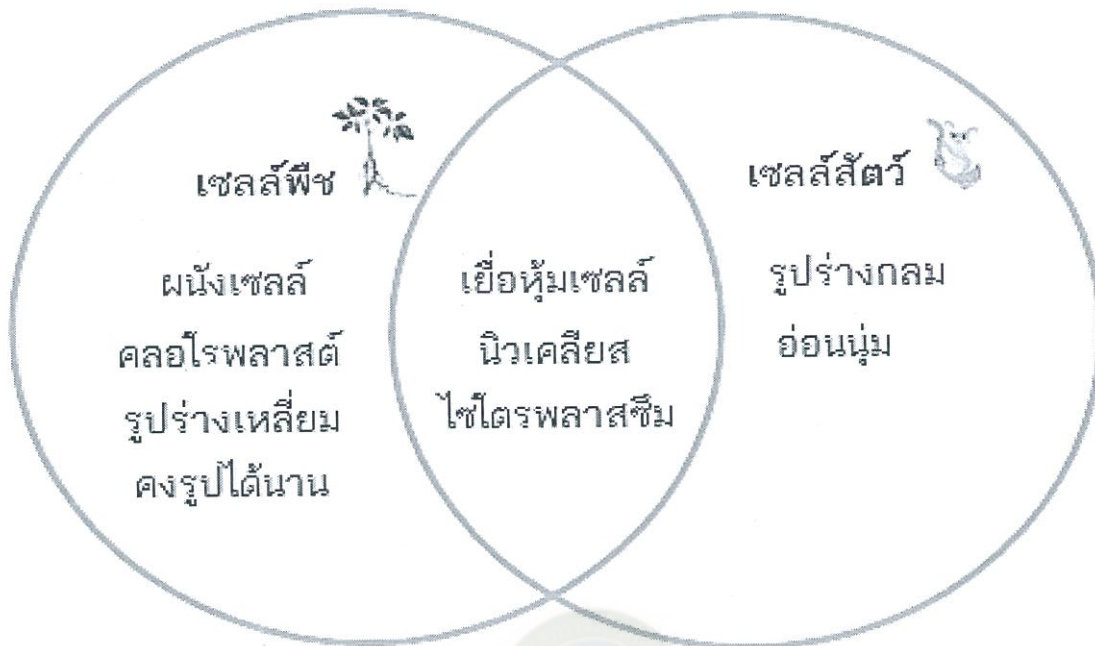 เซลล์พืช
ผนังเซลล์
คลอโรพลาสต์
รูปร่างเหลี่ยม
คงรูปได้นาน
เยื่อหุ้มเซลล์
นิวเคลียส
ไซโตรพลาสซึม
เซลล์สัตว์
รูปร่างกลม
อ่อนนุ่ม